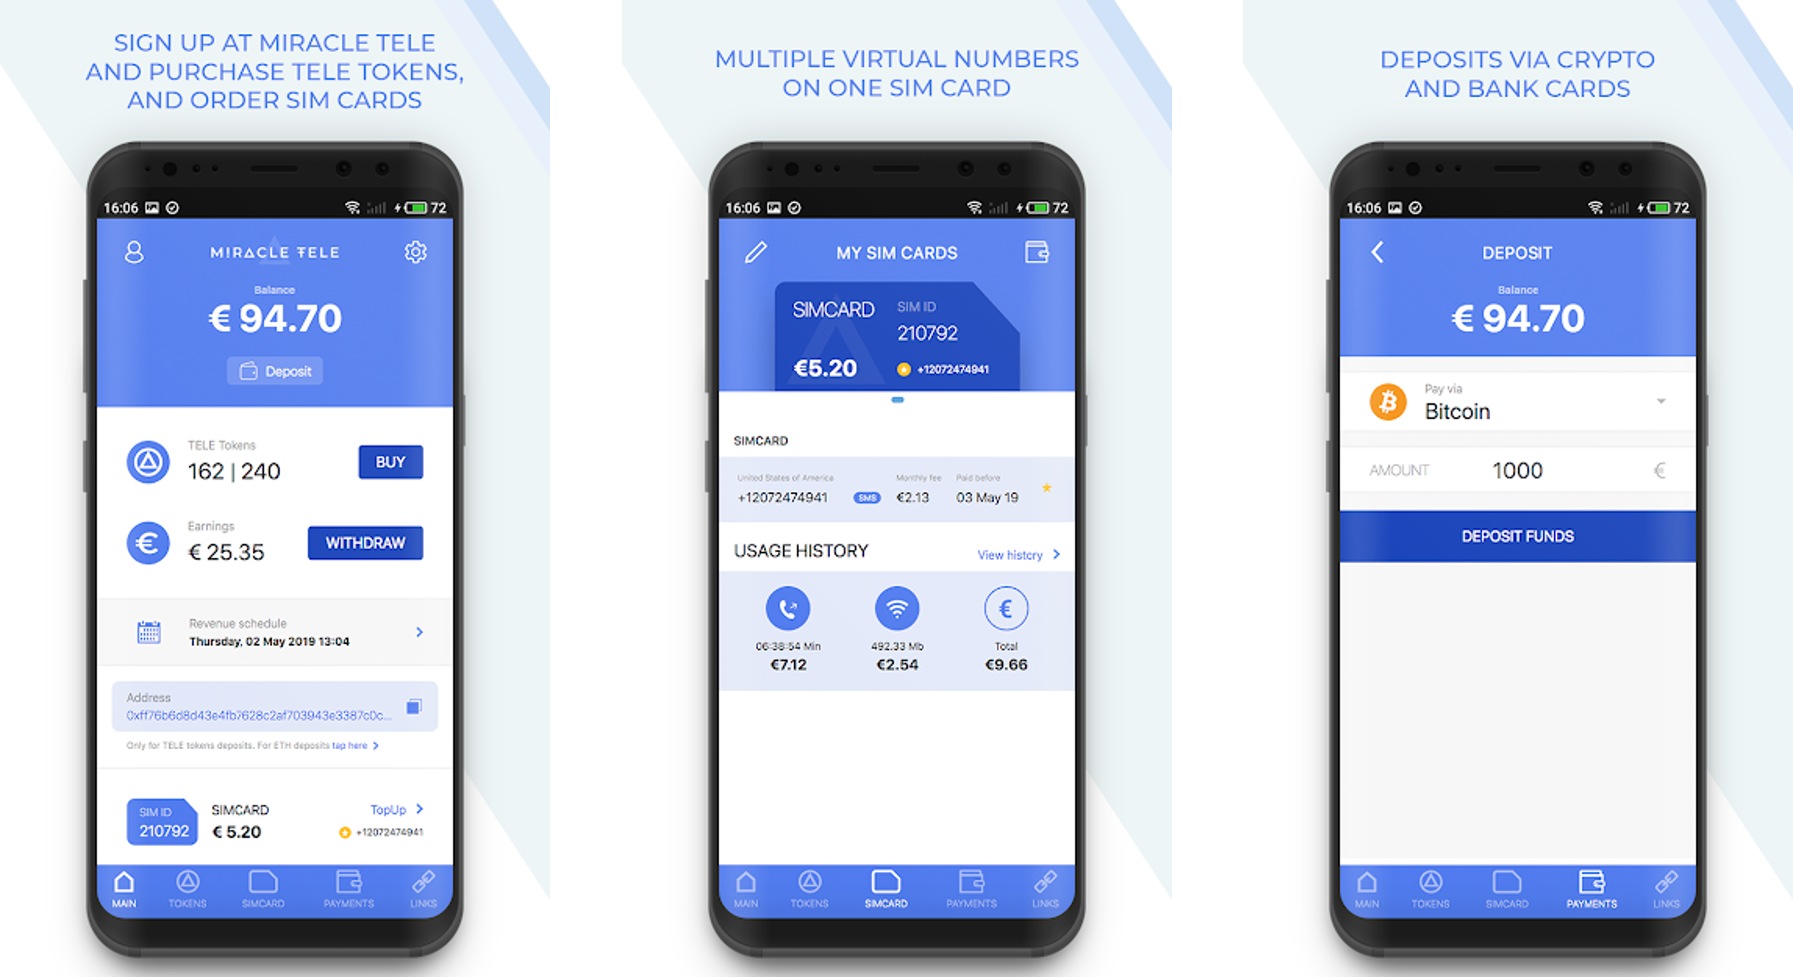 SIGN UP AT MIRACLE TELE
AND PURCHASE TELE TOKENS,
AND ORDER SIM CARDS
16:06
72
MIRACLE TELE
Balance
€ 94.70
Deposit
TELE Tokens
162 | 240
BUY
Earnings
€ 25.35
WITHDRAW
Revenue schedule
Thursday, 02 May 2019 13:04
Address
0xff76b6d8d43e4fb7628c2af703943e3387c0c...
Only for TELE tokens deposits. For ETH deposits tap here
SIM ID
210792
SIMCARD
€ 5.20
TopUp
+12072474941
MAIN
TOKENS
SIMCARD
PAYMENTS
LINKS
MULTIPLE VIRTUAL NUMBERS
ON ONE SIM CARD
16:06
72
MY SIM CARDS
SIMCARD
SIM ID
210792
€5.20
+12072474941
SIMCARD
United States of America
+12072474941
SMS
Monthly fee
€2.13
Paid before
03 May 19
USAGE HISTORY
View history
06:38:54 Min
€7.12
492.33 Mb
€2.54
Total
€9.66
MAIN
TOKENS
SIMCARD
PAYMENTS
LINKS
DEPOSITS VIA CRYPTO
AND BANK CARDS
16:06
72
DEPOSIT
Balance
€ 94.70
Pay via
Bitcoin
AMOUNT
1000
€
DEPOSIT FUNDS
MAIN
TOKENS
SIMCARD
PAYMENTS
LINKS